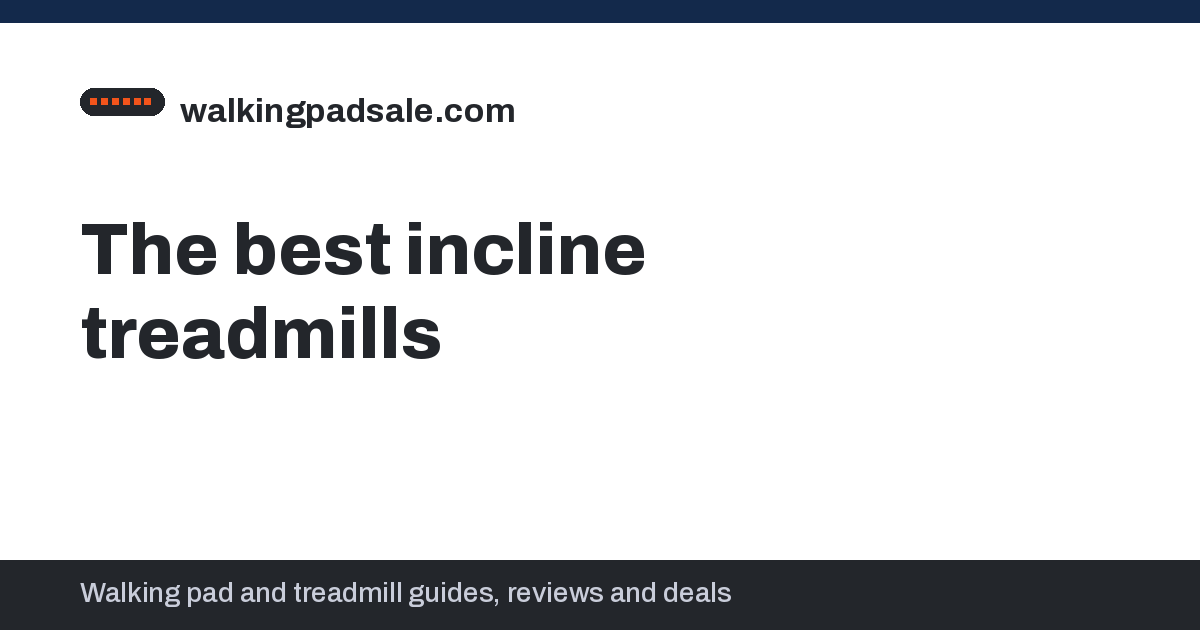 walkingpadsale.com
The best incline
treadmills
Walking pad and treadmill guides, reviews and deals